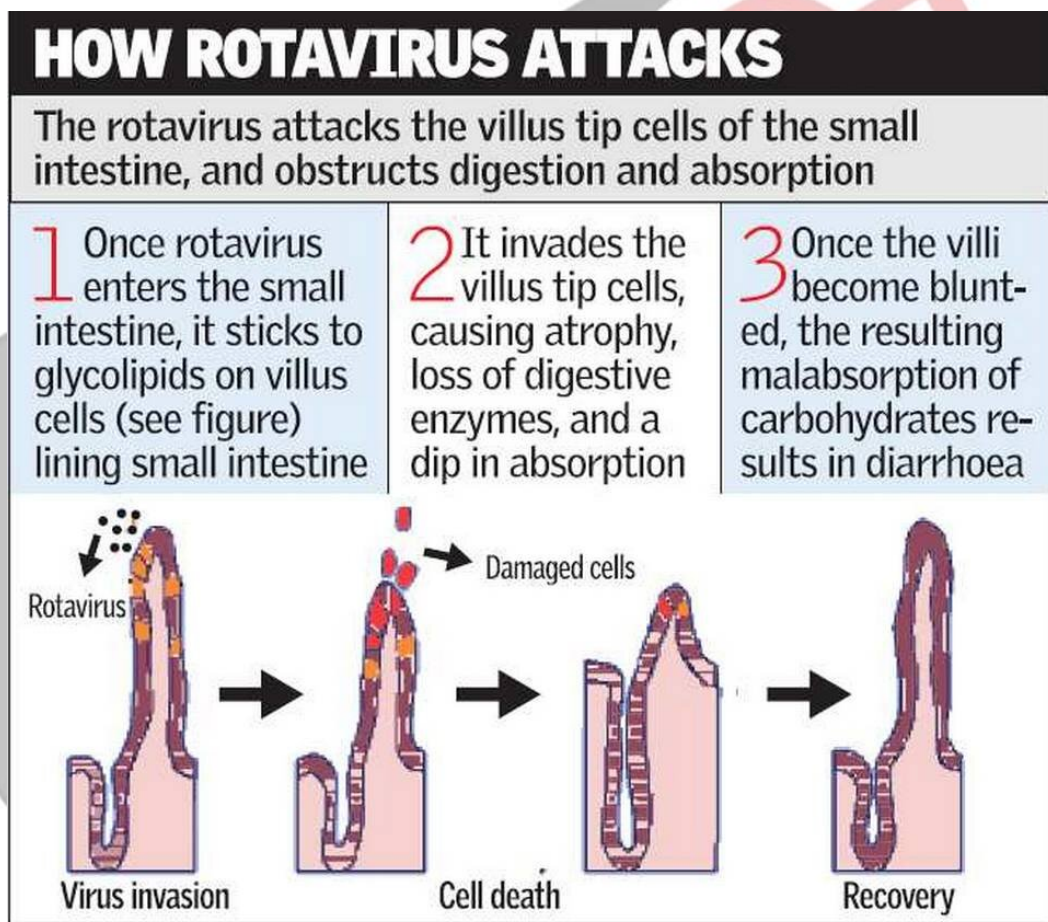 HOW ROTAVIRUS ATTACKS
The rotavirus attacks the villus tip cells of the small
intestine, and obstructs digestion and absorption
1 Once rotavirus
enters the small
intestine, it sticks to
glycolipids on villus
cells (see figure)
lining small intestine
2 It invades the
villus tip cells,
causing atrophy,
loss of digestive
enzymes, and a
dip in absorption
3 Once the villi
become blunt-
ed, the resulting
malabsorption of
carbohydrates re-
sults in diarrhoea
Rotavirus
Damaged cells
Virus invasion
Cell death
Recovery